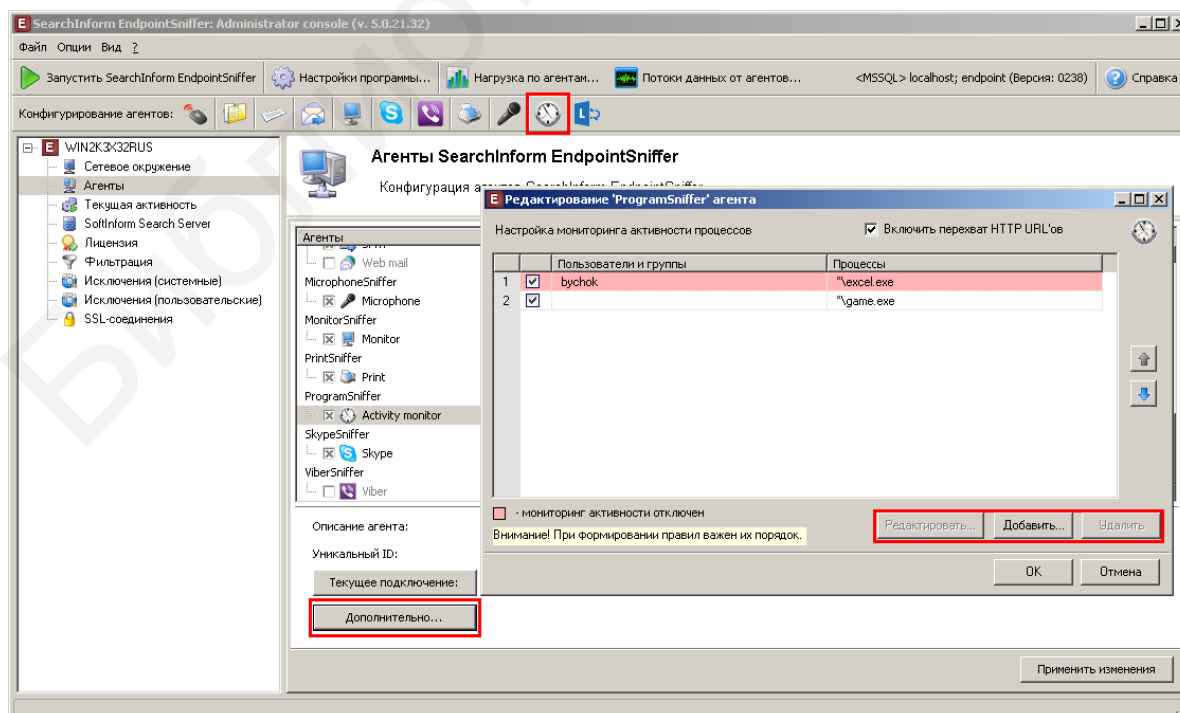 SearchInform EndpointSniffer: Administrator console (v. 5.0.21.32)
Файл Опции Вид ?
Запустить SearchInform EndpointSniffer Настройки программы... Нагрузка по агентам... Потоки данных от агентов... <MSSQL> localhost; endpoint (Версия: 0238) Справка
Конфигурирование агентов:
WIN2K3X32RUS
Сетевое окружение
Агенты
Текущая активность
SoftInform Search Server
Лицензия
Фильтрация
Исключения (системные)
Исключения (пользовательские)
SSL-соединения
Агенты SearchInform EndpointSniffer
Конфигурация
Агенты
Web mail
MicrophoneSniffer
Microphone
MonitorSniffer
Monitor
PrintSniffer
Print
ProgramSniffer
Activity monitor
SkypeSniffer
Skype
ViberSniffer
Viber
Описание агента:
Уникальный ID:
Текущее подключение:
Дополнительно...
Редактирование 'ProgramSniffer' агента
Настройка мониторинга активности процессов Включить перехват HTTP URL'ов
Пользователи и группы Процессы
1 bychok *\excel.exe
2 *\game.exe
- мониторинг активности отключен
Внимание! При формировании правил важен их порядок.
Редактировать... Добавить... Удалить
OK Отмена
Применить изменения
Библио